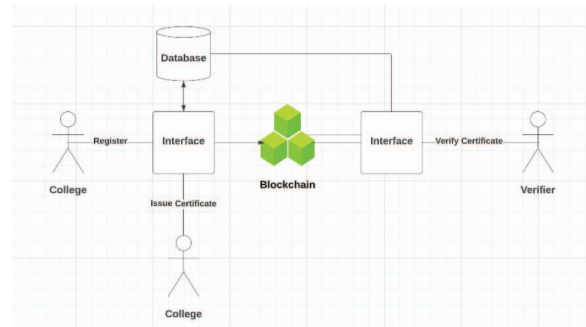 Database
Register
Interface
Interface
Verify Certificate
College
Blockchain
Verifier
Issue Certificate
College